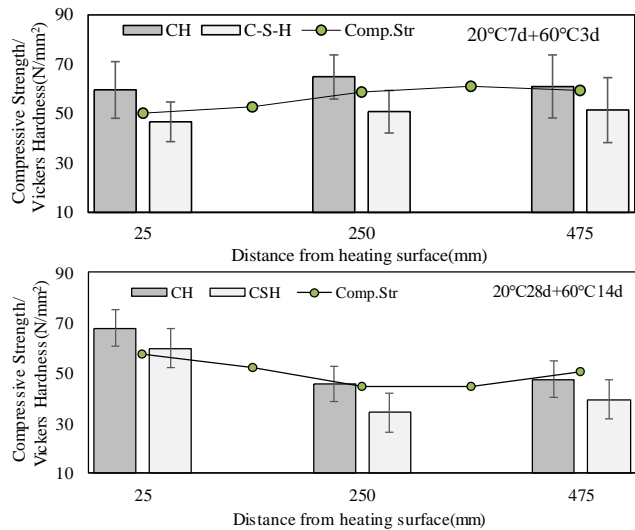 90
70
50
30
10
CH C-S-H Comp.Str
20℃7d+60℃3d
Compressive Strength/
Vickers Hardness(N/mm²)
25 250 475
Distance from heating surface(mm)
90
70
50
30
10
CH CSH Comp.Str
20℃28d+60℃14d
Compressive Strength/
Vickers Hardness(N/mm²)
25 250 475
Distance from heating surface(mm)